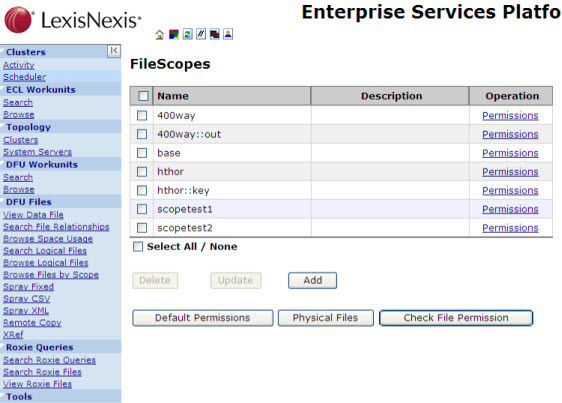 LexisNexis®
Enterprise Services Platfo
Clusters
Activity
Scheduler
ECL Workunits
Search
Browse
Topology
Clusters
System Servers
DFU Workunits
Search
Browse
DFU Files
View Data File
Search File Relationships
Browse Space Usage
Search Logical Files
Browse Logical Files
Browse Files by Scope
Spray Fixed
Spray CSV
Spray XML
Remote Copy
XRef
Roxie Queries
Search Roxie Queries
Search Roxie Files
View Roxie Files
Tools
FileScopes
Name Description Operation
400way Permissions
400way::out Permissions
base Permissions
hthor Permissions
hthor::key Permissions
scopetest1 Permissions
scopetest2 Permissions
Select All / None
Delete Update Add
Default Permissions Physical Files Check File Permission